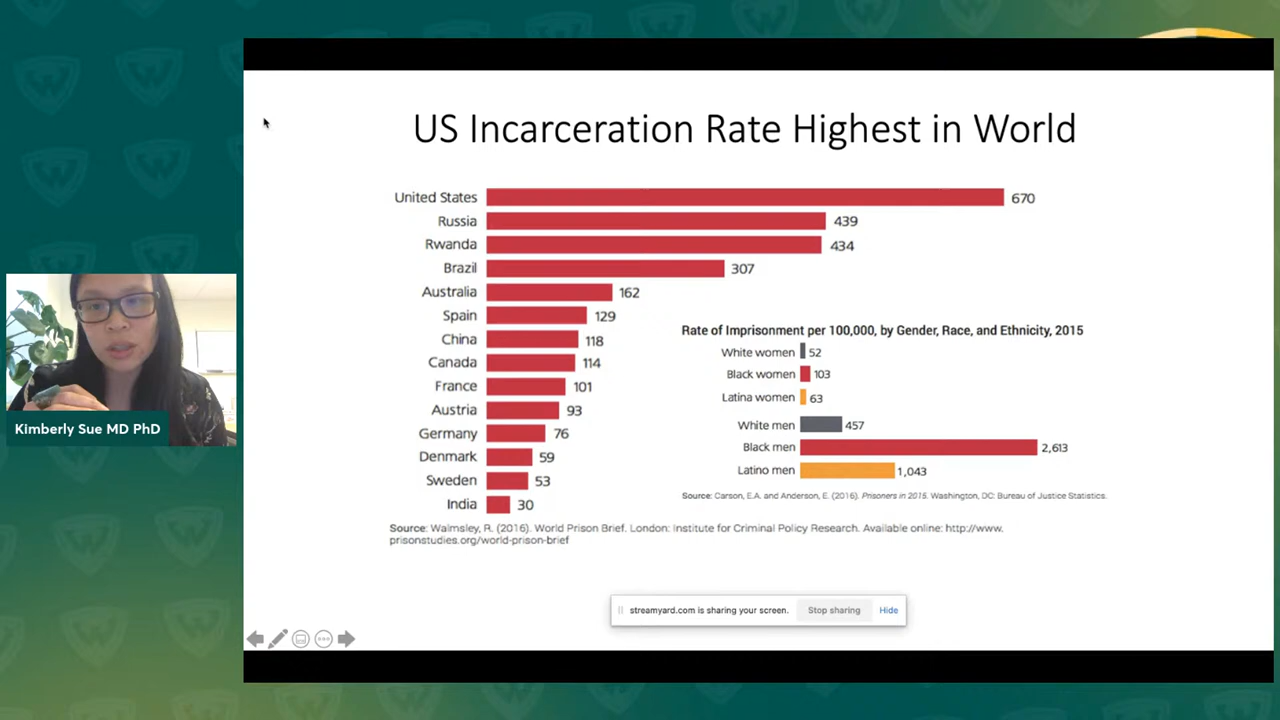 US Incarceration Rate Highest in World
United States 670
Russia 439
Rwanda 434
Brazil 307
Australia 162
Spain 129
China 118
Canada 114
France 101
Austria 93
Germany 76
Denmark 59
Sweden 53
India 30
Source: Walmsley, R. (2016). World Prison Brief. London: Institute for Criminal Policy Research. Available online: http://www.
prisonstudies.org/world-prison-brief
Rate of Imprisonment per 100,000, by Gender, Race, and Ethnicity, 2015
White women 52
Black women 103
Latina women 63
White men 457
Black men 2,613
Latino men 1,043
Source: Carson, E.A. and Anderson, E. (2016). Prisoners in 2015. Washington, DC: Bureau of Justice Statistics.
Kimberly Sue MD PhD
streamyard.com is sharing your screen. Stop sharing Hide
W